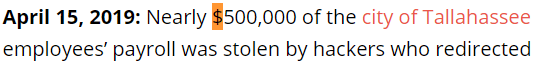 April 15, 2019: Nearly $500,000 of the city of Tallahassee
employees’ payroll was stolen by hackers who redirected